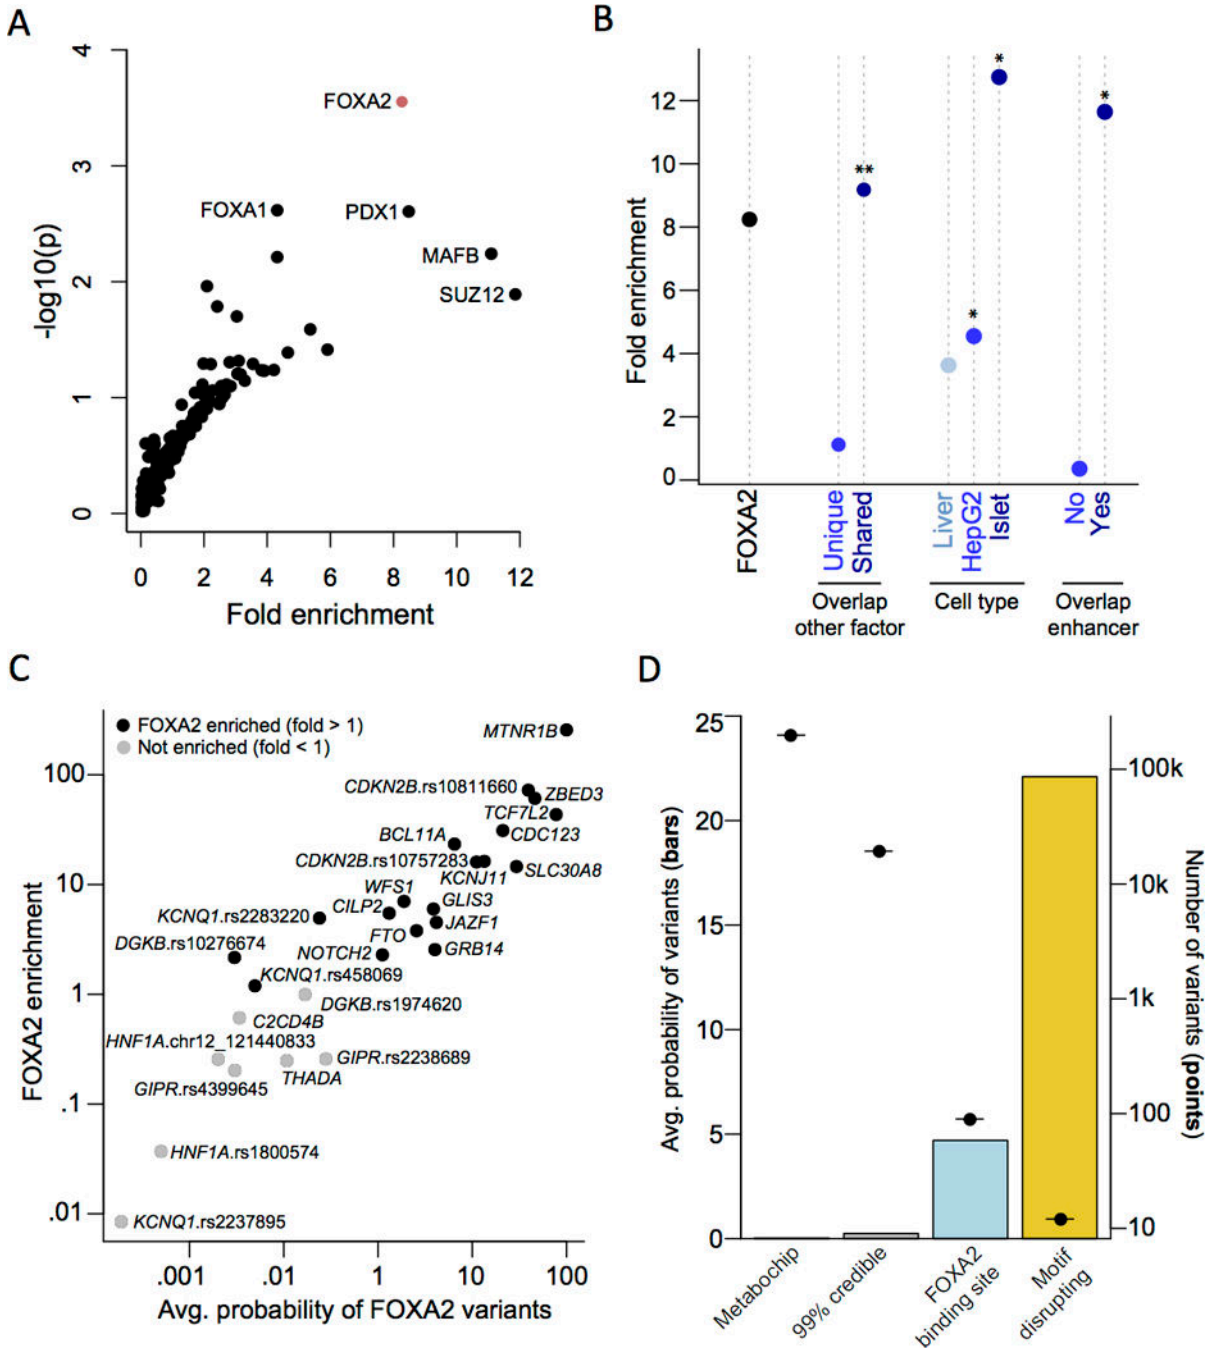 A
4
3
2
1
0
-log10(p)
FOXA2
FOXA1
PDX1
MAFB
SUZ12
0 2 4 6 8 10 12
Fold enrichment
B
12
10
8
6
4
2
0
Fold enrichment
**
*
*
*
FOXA2
Unique
Shared
Liver
HepG2
Islet
No
Yes
Overlap
other factor
Cell type
Overlap
enhancer
C
FOXA2 enriched (fold > 1)
Not enriched (fold < 1)
100
10
1
.1
.01
FOXA2 enrichment
MTNR1B
CDKN2B.rs10811660
ZBED3
TCF7L2
BCL11A
CDC123
CDKN2B.rs10757283
KCNJ11
SLC30A8
WFS1
GLIS3
CILP2
KCNQ1.rs2283220
JAZF1
FTO
DGKB.rs10276674
NOTCH2
GRB14
KCNQ1.rs458069
DGKB.rs1974620
C2CD4B
HNF1A.chr12_121440833
GIPR.rs2238689
THADA
GIPR.rs4399645
HNF1A.rs1800574
KCNQ1.rs2237895
.001 .01 1 10 100
Avg. probability of FOXA2 variants
D
25
20
15
10
5
0
Avg. probability of variants (bars)
100k
10k
1k
100
10
Number of variants (points)
Metabochip
99% credible
FOXA2
binding site
Motif
disrupting